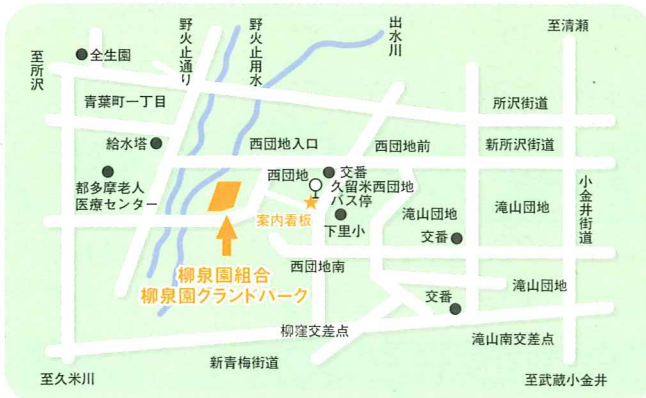 至所沢
全生園
野火止通り
野火止用水
出水川
至清瀬
青葉町一丁目
所沢街道
給水塔
西団地入口
西団地前
新所沢街道
都多摩老人
医療センター
西団地
交番
久留米西団地
バス停
案内看板
下里小
滝山団地
交番
滝山団地
小金井街道
柳泉園組合
柳泉園グランドパーク
西団地南
滝山団地
交番
柳窪交差点
滝山南交差点
新青梅街道
至久米川
至武蔵小金井